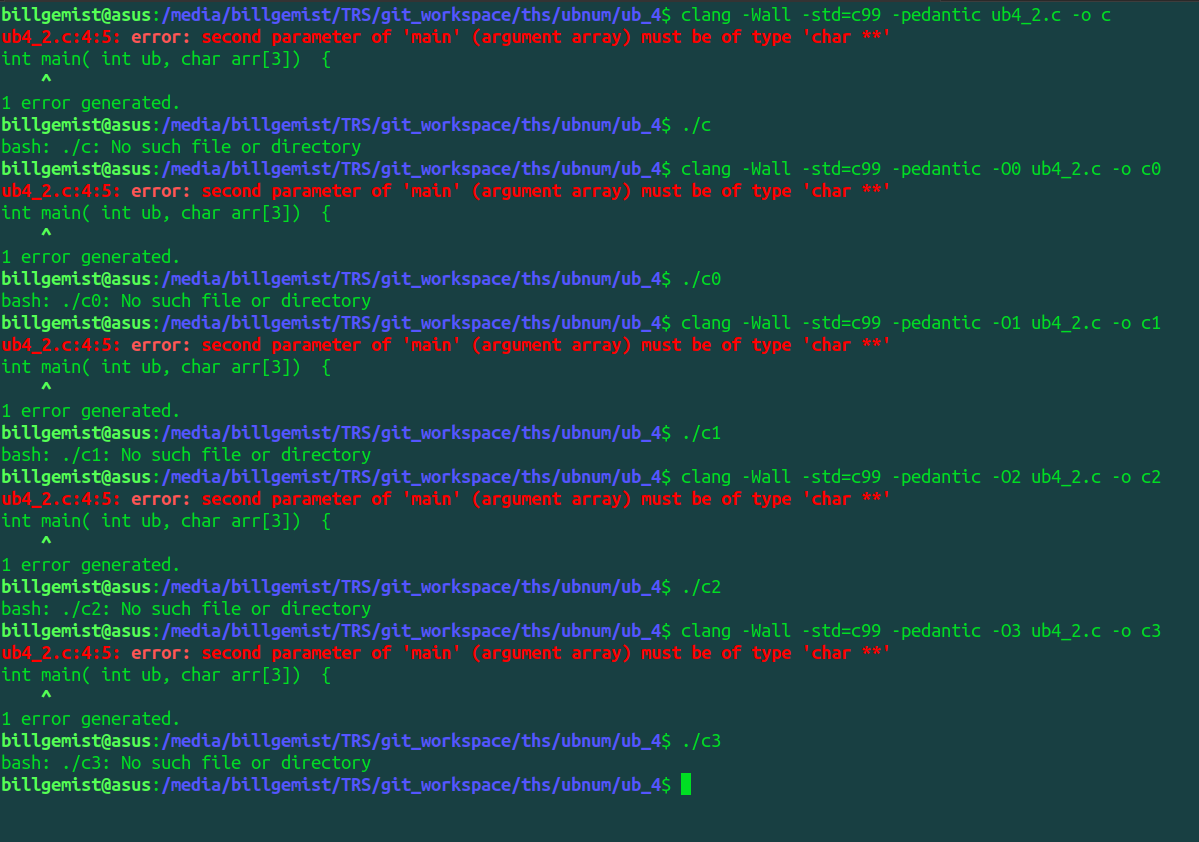 billgemist@asus:/media/billgemist/TRS/git_workspace/ths/ubnum/ub_4$ clang -Wall -std=c99 -pedantic ub4_2.c -o c
ub4_2.c:4:5: error: second parameter of 'main' (argument array) must be of type 'char **'
int main( int ub, char arr[3])  {
    ^
1 error generated.
billgemist@asus:/media/billgemist/TRS/git_workspace/ths/ubnum/ub_4$ ./c
bash: ./c: No such file or directory
billgemist@asus:/media/billgemist/TRS/git_workspace/ths/ubnum/ub_4$ clang -Wall -std=c99 -pedantic -O0 ub4_2.c -o c0
ub4_2.c:4:5: error: second parameter of 'main' (argument array) must be of type 'char **'
int main( int ub, char arr[3])  {
    ^
1 error generated.
billgemist@asus:/media/billgemist/TRS/git_workspace/ths/ubnum/ub_4$ ./c0
bash: ./c0: No such file or directory
billgemist@asus:/media/billgemist/TRS/git_workspace/ths/ubnum/ub_4$ clang -Wall -std=c99 -pedantic -O1 ub4_2.c -o c1
ub4_2.c:4:5: error: second parameter of 'main' (argument array) must be of type 'char **'
int main( int ub, char arr[3])  {
    ^
1 error generated.
billgemist@asus:/media/billgemist/TRS/git_workspace/ths/ubnum/ub_4$ ./c1
bash: ./c1: No such file or directory
billgemist@asus:/media/billgemist/TRS/git_workspace/ths/ubnum/ub_4$ clang -Wall -std=c99 -pedantic -O2 ub4_2.c -o c2
ub4_2.c:4:5: error: second parameter of 'main' (argument array) must be of type 'char **'
int main( int ub, char arr[3])  {
    ^
1 error generated.
billgemist@asus:/media/billgemist/TRS/git_workspace/ths/ubnum/ub_4$ ./c2
bash: ./c2: No such file or directory
billgemist@asus:/media/billgemist/TRS/git_workspace/ths/ubnum/ub_4$ clang -Wall -std=c99 -pedantic -O3 ub4_2.c -o c3
ub4_2.c:4:5: error: second parameter of 'main' (argument array) must be of type 'char **'
int main( int ub, char arr[3])  {
    ^
1 error generated.
billgemist@asus:/media/billgemist/TRS/git_workspace/ths/ubnum/ub_4$ ./c3
bash: ./c3: No such file or directory
billgemist@asus:/media/billgemist/TRS/git_workspace/ths/ubnum/ub_4$